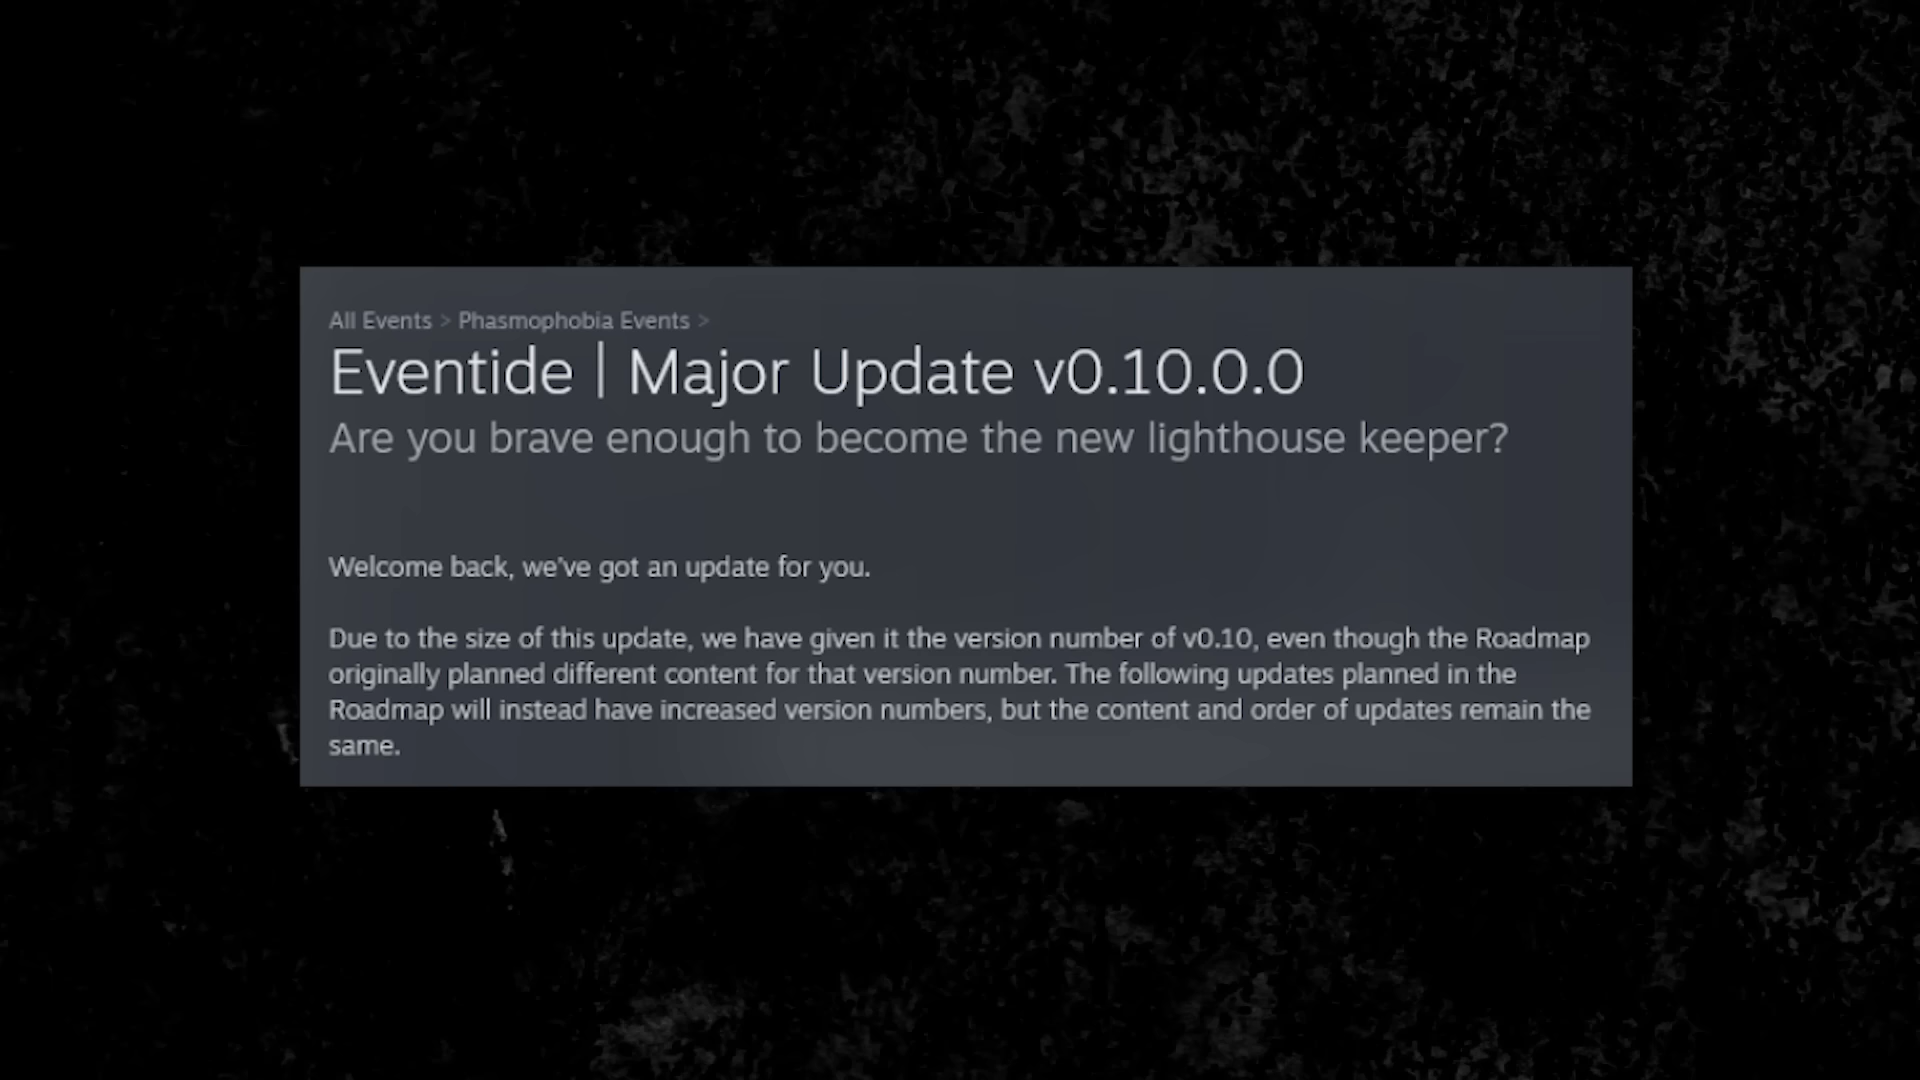 All Events > Phasmophobia Events >
Eventide | Major Update v0.10.0.0
Are you brave enough to become the new lighthouse keeper?
Welcome back, we've got an update for you.
Due to the size of this update, we have given it the version number of v0.10, even though the Roadmap
originally planned different content for that version number. The following updates planned in the
Roadmap will instead have increased version numbers, but the content and order of updates remain the
same.